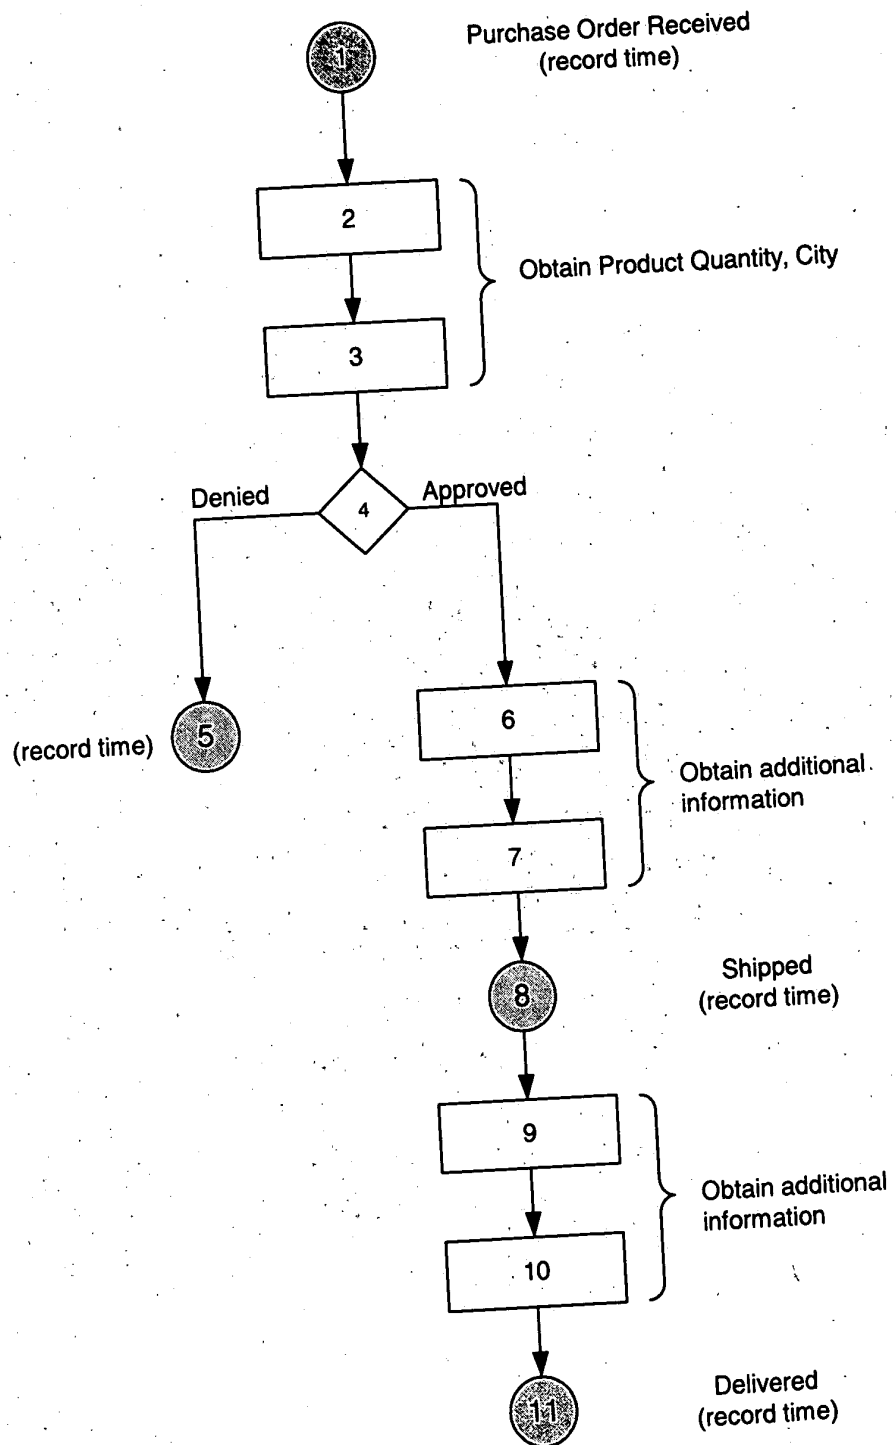 1
Purchase Order Received
(record time)
2
Obtain Product Quantity, City
3
Denied
4
Approved
(record time)
5
6
Obtain additional
information
7
8
Shipped
(record time)
9
Obtain additional
information
10
11
Delivered
(record time)